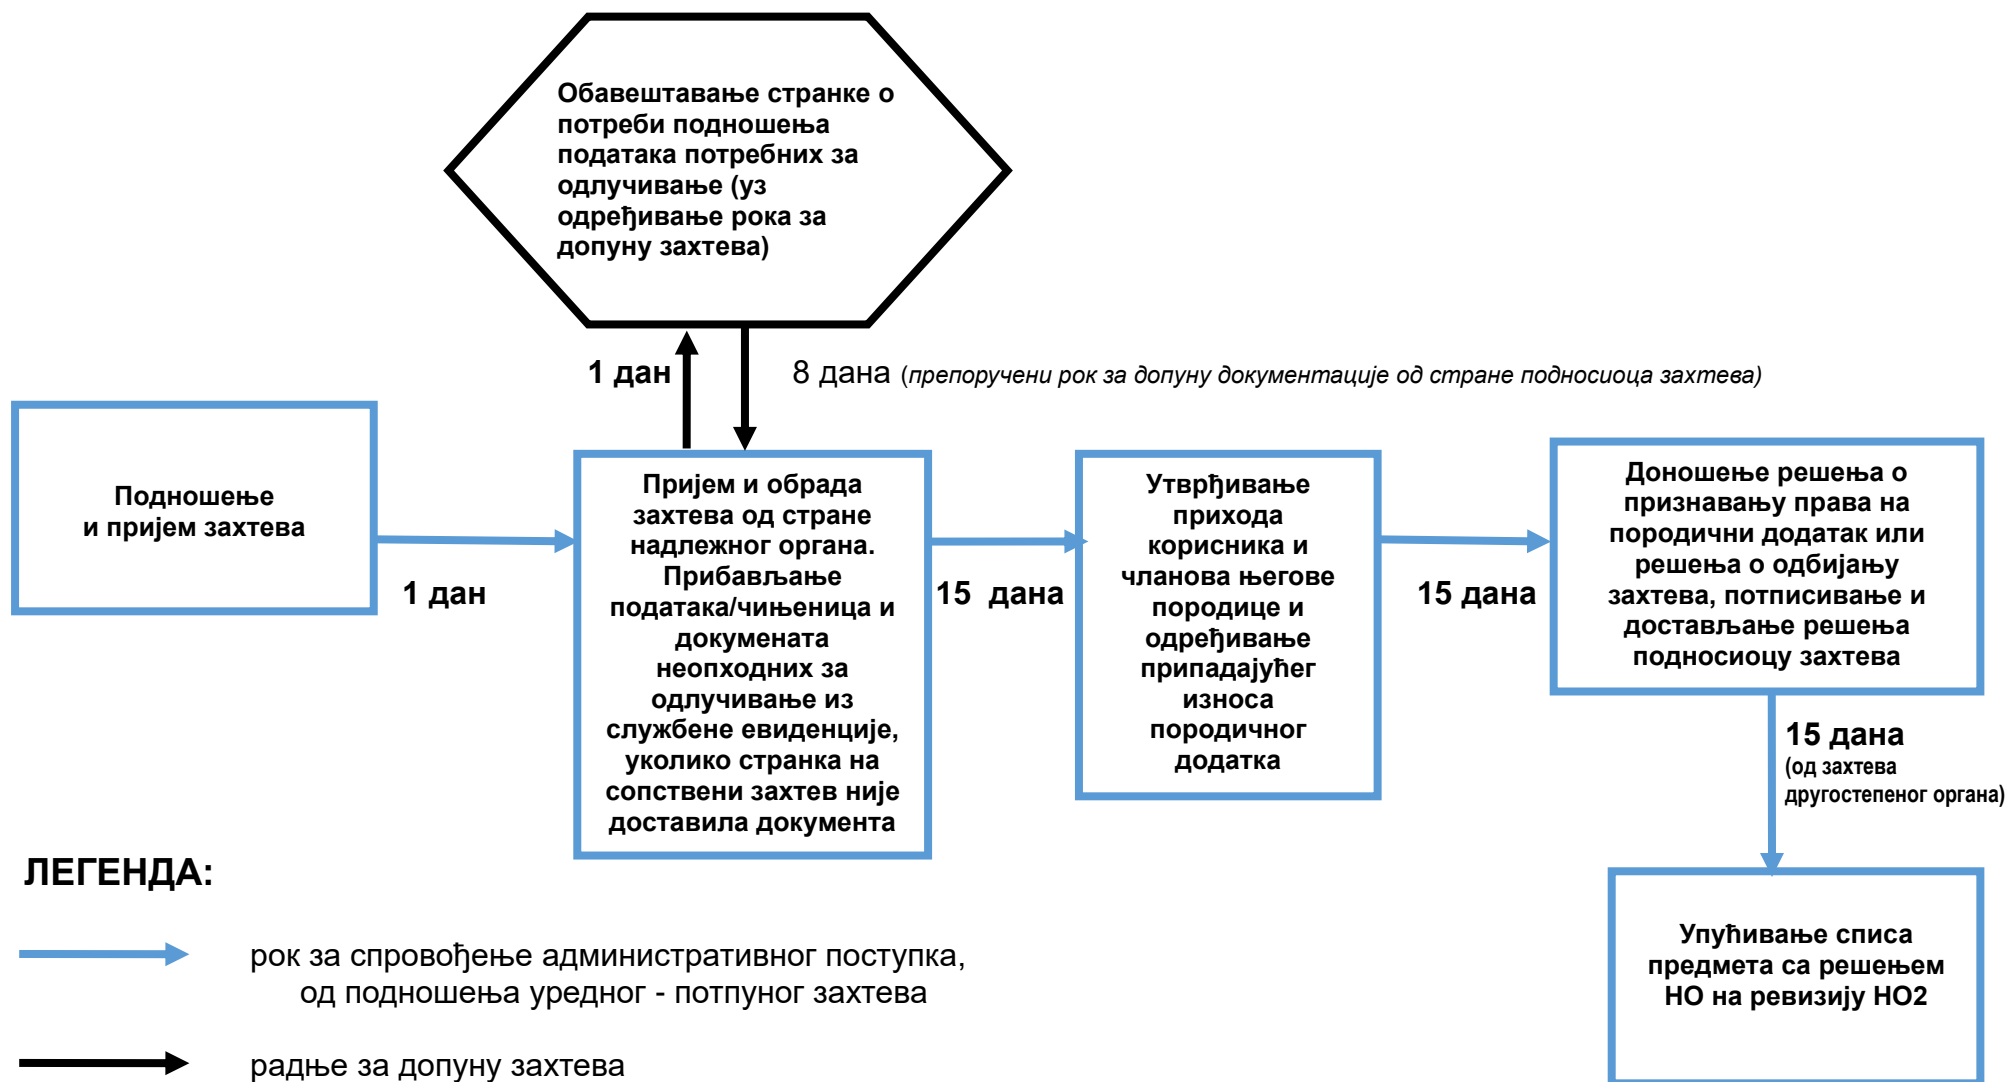 Обавештавање странке о
потреби подношења
података потребних за
одлучивање (уз
одређивање рока за
допуну захтева)
1 дан
8 дана (препоручени рок за допуну документације од стране подносиоца захтева)
Подношење
и пријем захтева
1 дан
Пријем и обрада
захтева од стране
надлежног органа.
Прибављање
података/чињеница и
докумената
неопходних за
одлучивање из
службене евиденције,
уколико странка на
сопствени захтев није
доставила документа
15 дана
Утврђивање
прихода
корисника и
чланова његове
породице и
одређивање
припадајућег
износа
породичног
додатка
15 дана
Доношење решења о
признавању права на
породични додатак или
решења о одбијању
захтева, потписивање и
достављање решења
подносиоцу захтева
15 дана
(од захтева
другостепеног органа)
Упућивање списа
предмета са решењем
НО на ревизију НО2
ЛЕГЕНДА:
рок за спровођење административног поступка,
од подношења уредног - потпуног захтева
радње за допуну захтева